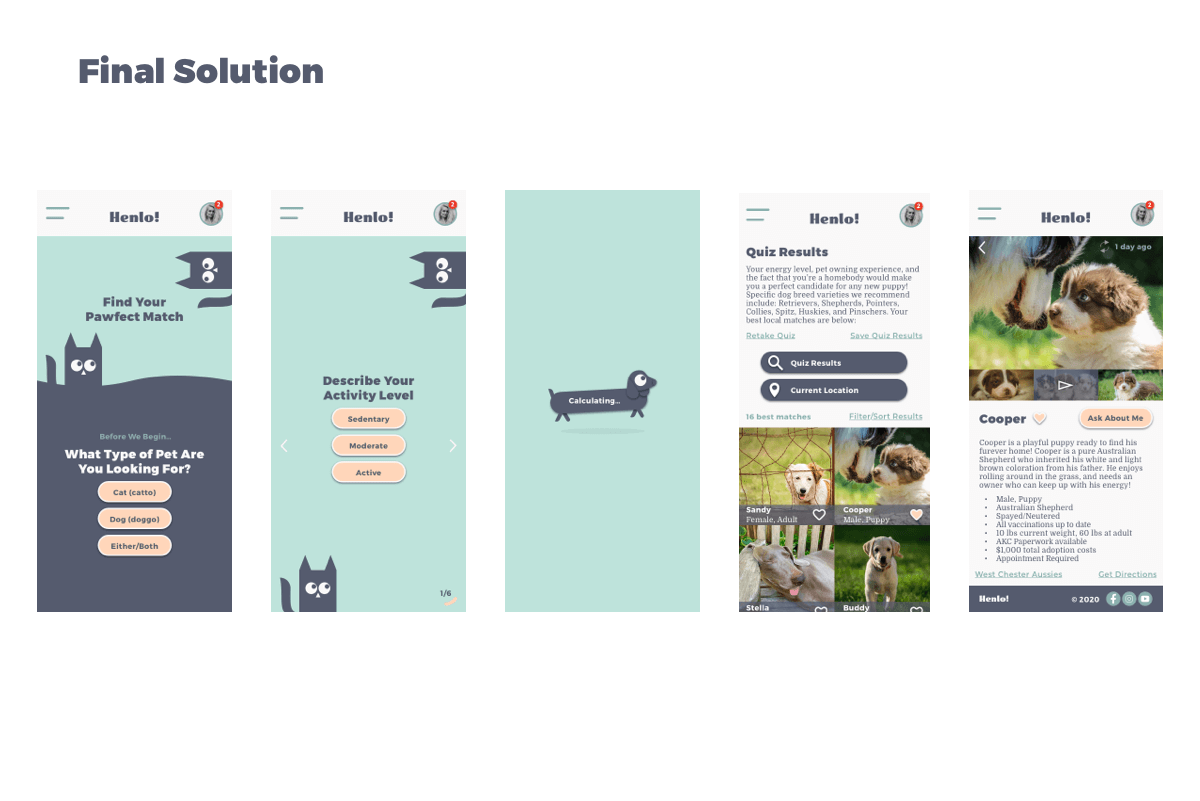 Final Solution
Henlo!
2
Find Your
Pawfect Match
Before We Begin...
What Type of Pet Are
You Looking For?
Cat (catto)
Dog (doggo)
Either/Both
Henlo!
2
Describe Your
Activity Level
Sedentary
Moderate
Active
1/6
Calculating...
Henlo!
2
Quiz Results
Your energy level, pet owning experience, and
the fact that you're a homebody would make
you a perfect candidate for any new puppy!
Specific dog breed varieties we recommend
include: Retrievers, Shepherds, Pointers,
Collies, Spitz, Huskies, and Pinschers. Your
best local matches are below:
Retake Quiz
Save Quiz Results
Quiz Results
Current Location
16 best matches
Filter/Sort Results
Sandy
Female, Adult
Cooper
Male, Puppy
Stella
Buddy
Henlo!
2
1 day ago
Cooper
Ask About Me
Cooper is a playful puppy ready to find his
furever home! Cooper is a pure Australian
Shepherd who inherited his white and light
brown coloration from his father. He enjoys
rolling around in the grass, and needs an
owner who can keep up with his energy!
• Male, Puppy
• Australian Shepherd
• Spayed/Neutered
• All vaccinations up to date
• 10 lbs current weight, 60 lbs at adult
• AKC Paperwork available
• $1,000 total adoption costs
• Appointment Required
West Chester Aussies
Get Directions
Henlo!
© 2020